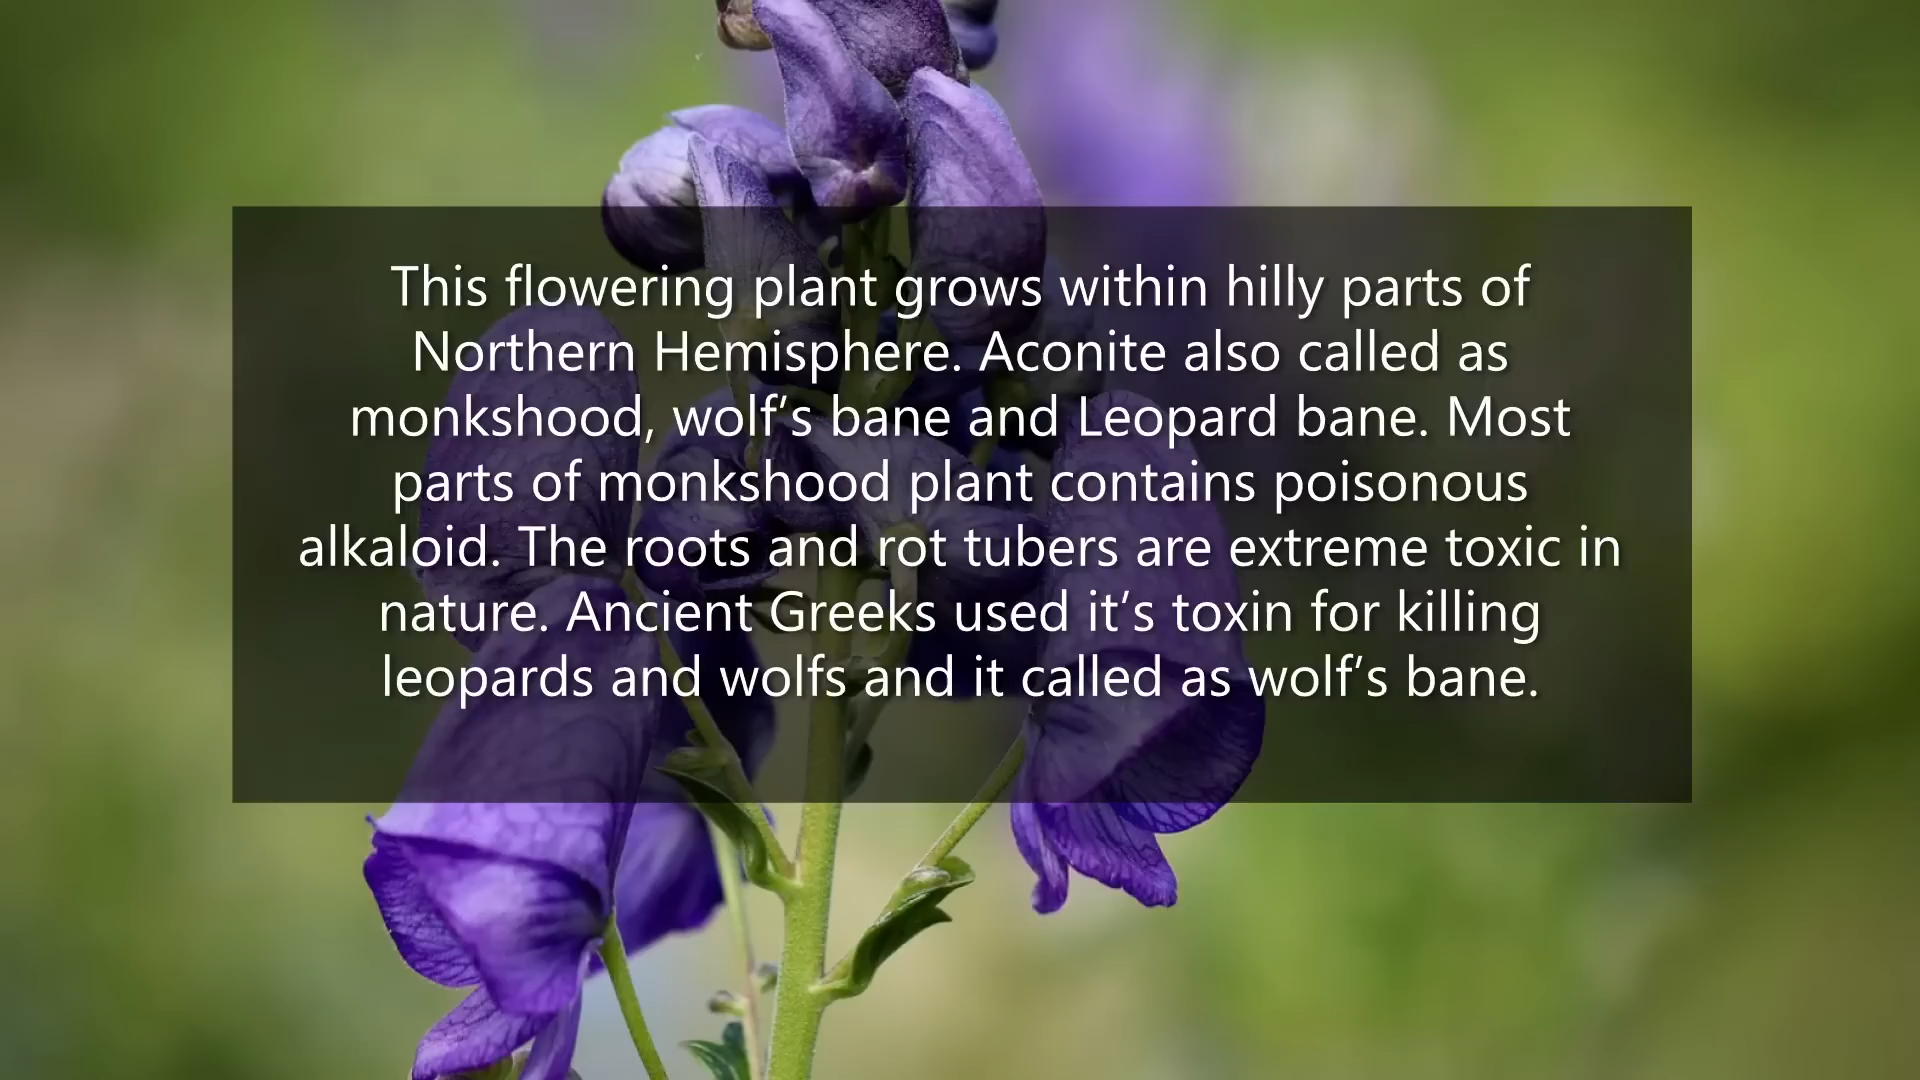 This flowering plant grows within hilly parts of
Northern Hemisphere. Aconite also called as
monkshood, wolf’s bane and Leopard bane. Most
parts of monkshood plant contains poisonous
alkaloid. The roots and rot tubers are extreme toxic in
nature. Ancient Greeks used it’s toxin for killing
leopards and wolfs and it called as wolf’s bane.